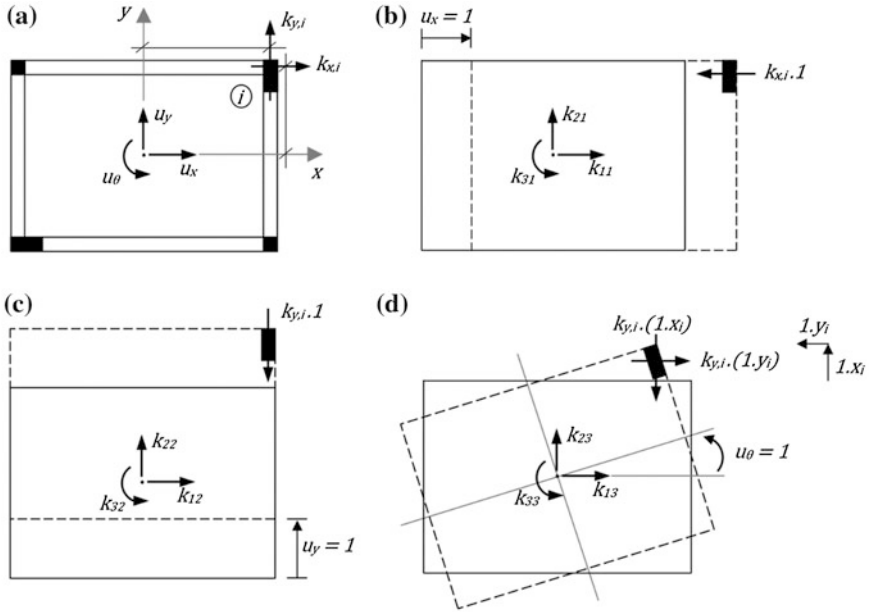 (a)
y
k_{y,i}
k_{x,i}
i
u_y
u_x
u_θ
x
(b)
u_x = 1
k_{x,i}.1
k_{21}
k_{31}
k_{11}
(c)
k_{y,i}.1
k_{22}
k_{32}
k_{12}
u_y = 1
(d)
k_{y,i}.(1.x_i)
1.y_i
k_{y,i}.(1.y_i)
1.x_i
k_{23}
u_θ = 1
k_{33}
k_{13}